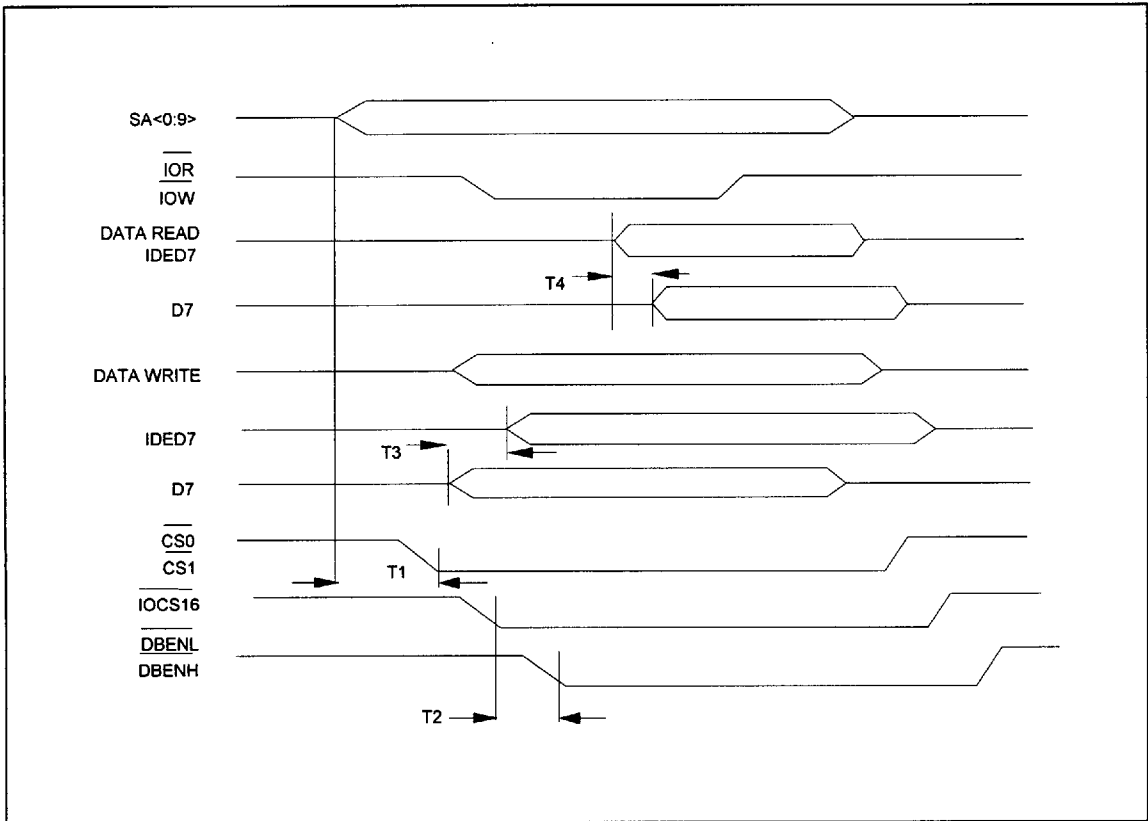 SA<0:9>
IOR
IOW
DATA READ
IDED7
T4
D7
DATA WRITE
IDED7
T3
D7
CS0
CS1
T1
IOCS16
DBENL
DBENH
T2